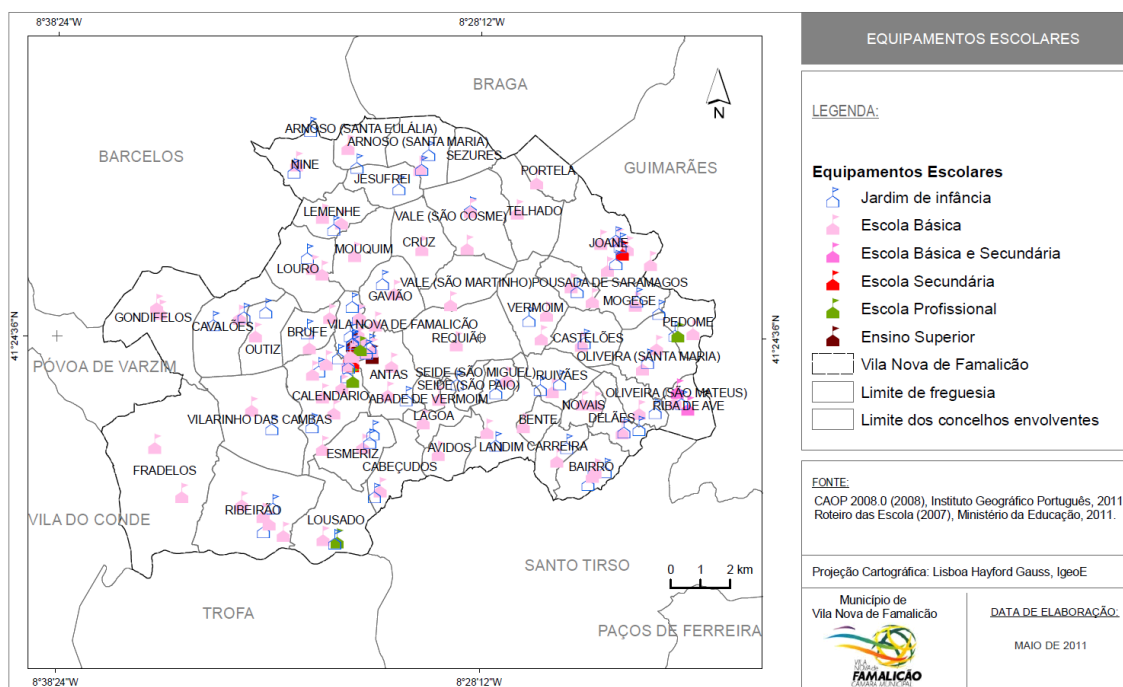 8°38'24"W
8°28'12"W
EQUIPAMENTOS ESCOLARES
BRAGA
N
LEGENDA:
ARNOSO (SANTA EULÁLIA)
ARNOSO (SANTA MARIA)
BARCELOS
SEZURES
NINE
GUIMARÃES
PORTELA
JESUFREI
Equipamentos Escolares
Jardim de infância
LEMENHE
VALE (SÃO COSME)
TELHADO
Escola Básica
MOUQUIM
CRUZ
JOANE
Escola Básica e Secundária
LOURO
Escola Secundária
VALE (SÃO MARTINHO)
POUSADA DE SARAMAGOS
GAVIÃO
MOGEGE
Escola Profissional
GONDIFELOS
CAVALÕES
VERMOIM
PEDOME
41°24'36"N
41°24'36"N
BRUFE
VILA NOVA DE FAMALICÃO
REQUIÃO
CASTELÕES
Ensino Superior
OUTIZ
OLIVEIRA (SANTA MARIA)
Vila Nova de Famalicão
PÓVOA DE VARZIM
ANTAS
SEIDE (SÃO MIGUEL)
RUIVÃES
SEIDE (SÃO PAIO)
Limite de freguesia
CALENDÁRIO
ABADE DE VERMOIM
OLIVEIRA (SÃO MATEUS)
NOVAIS
RIBA DE AVE
Limite dos concelhos envolventes
VILARINHO DAS CAMBAS
LAGOA
BENTE
DELÃES
ESMERIZ
AVIDOS
LANDIM
CARREIRA
FRADELOS
CABEÇUDOS
BAIRRO
FONTE:
CAOP 2008.0 (2008), Instituto Geográfico Português, 2011
Roteiro das Escola (2007), Ministério da Educação, 2011.
VILA DO CONDE
RIBEIRÃO
LOUSADO
SANTO TIRSO
0 1 2 km
Projeção Cartográfica: Lisboa Hayford Gauss, IgeoE
TROFA
PAÇOS DE FERREIRA
Município de
Vila Nova de Famalicão
DATA DE ELABORAÇÃO:
MAIO DE 2011
VILA
NOVA DE
FAMALICÃO
CÂMARA MUNICIPAL
8°38'24"W
8°28'12"W